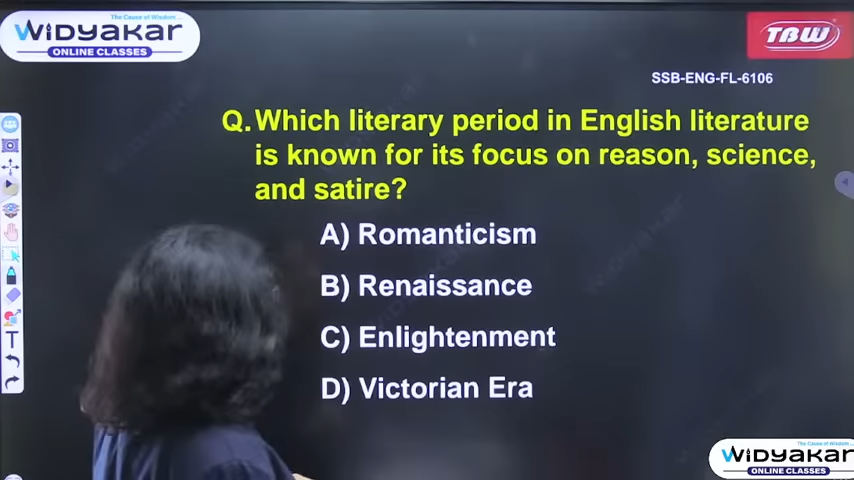 The Cause of Wisdom ...
WIDYAKAR
ONLINE CLASSES
TBW
SSB-ENG-FL-6106
Q. Which literary period in English literature
is known for its focus on reason, science,
and satire?
A) Romanticism
B) Renaissance
C) Enlightenment
D) Victorian Era
T
The Cause of Wisdom ...
WIDYAKAR
ONLINE CLASSES